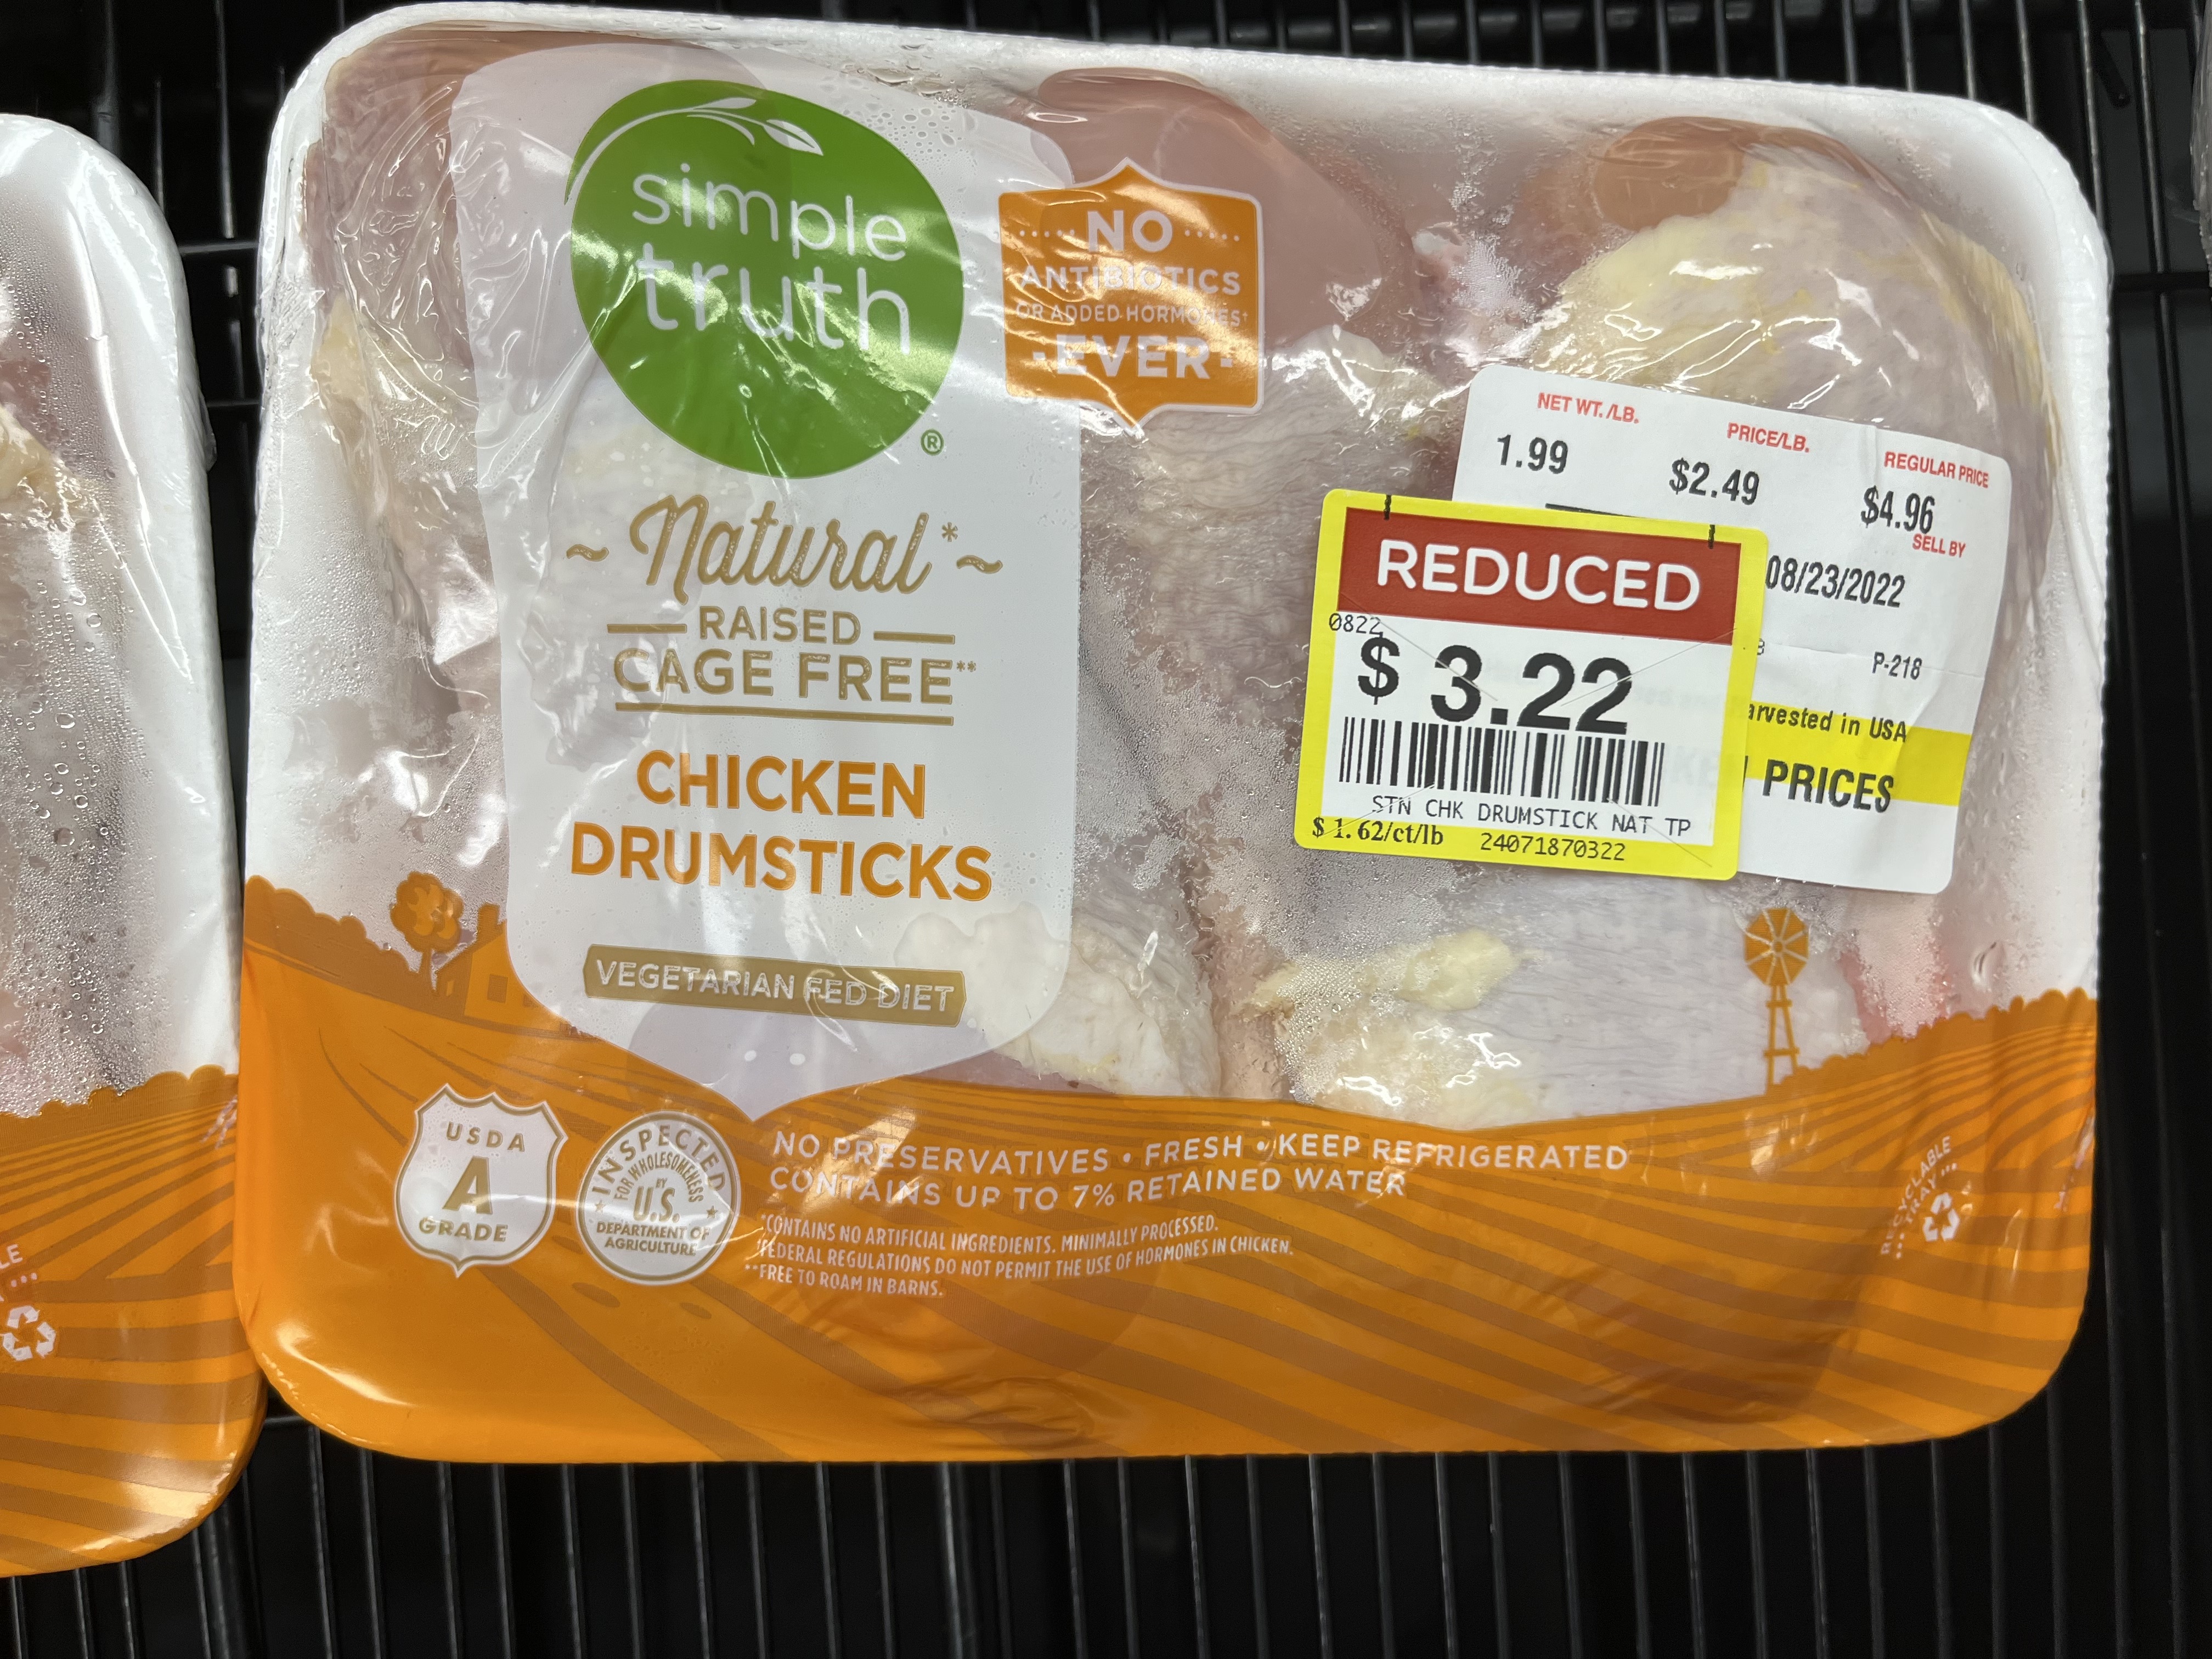 simple
truth
®
NO
ANTIBIOTICS
OR ADDED HORMONES†
EVER
Natural*
RAISED
CAGE FREE**
CHICKEN
DRUMSTICKS
VEGETARIAN FED DIET
NET WT./LB.
PRICE/LB.
REGULAR PRICE
1.99
$2.49
$4.96
SELL BY
08/23/2022
P-218
arvested in USA
PRICES
REDUCED
0822
$ 3.22
STN CHK DRUMSTICK NAT TP
$ 1.62/ct/lb 24071870322
USDA
A
GRADE
INSPECTED
FOR WHOLESOMENESS
BY
U.S.
DEPARTMENT OF
AGRICULTURE
NO PRESERVATIVES • FRESH • KEEP REFRIGERATED
CONTAINS UP TO 7% RETAINED WATER
*CONTAINS NO ARTIFICIAL INGREDIENTS. MINIMALLY PROCESSED.
†FEDERAL REGULATIONS DO NOT PERMIT THE USE OF HORMONES IN CHICKEN.
**FREE TO ROAM IN BARNS.
RECYCLABLE
TRAY
LE